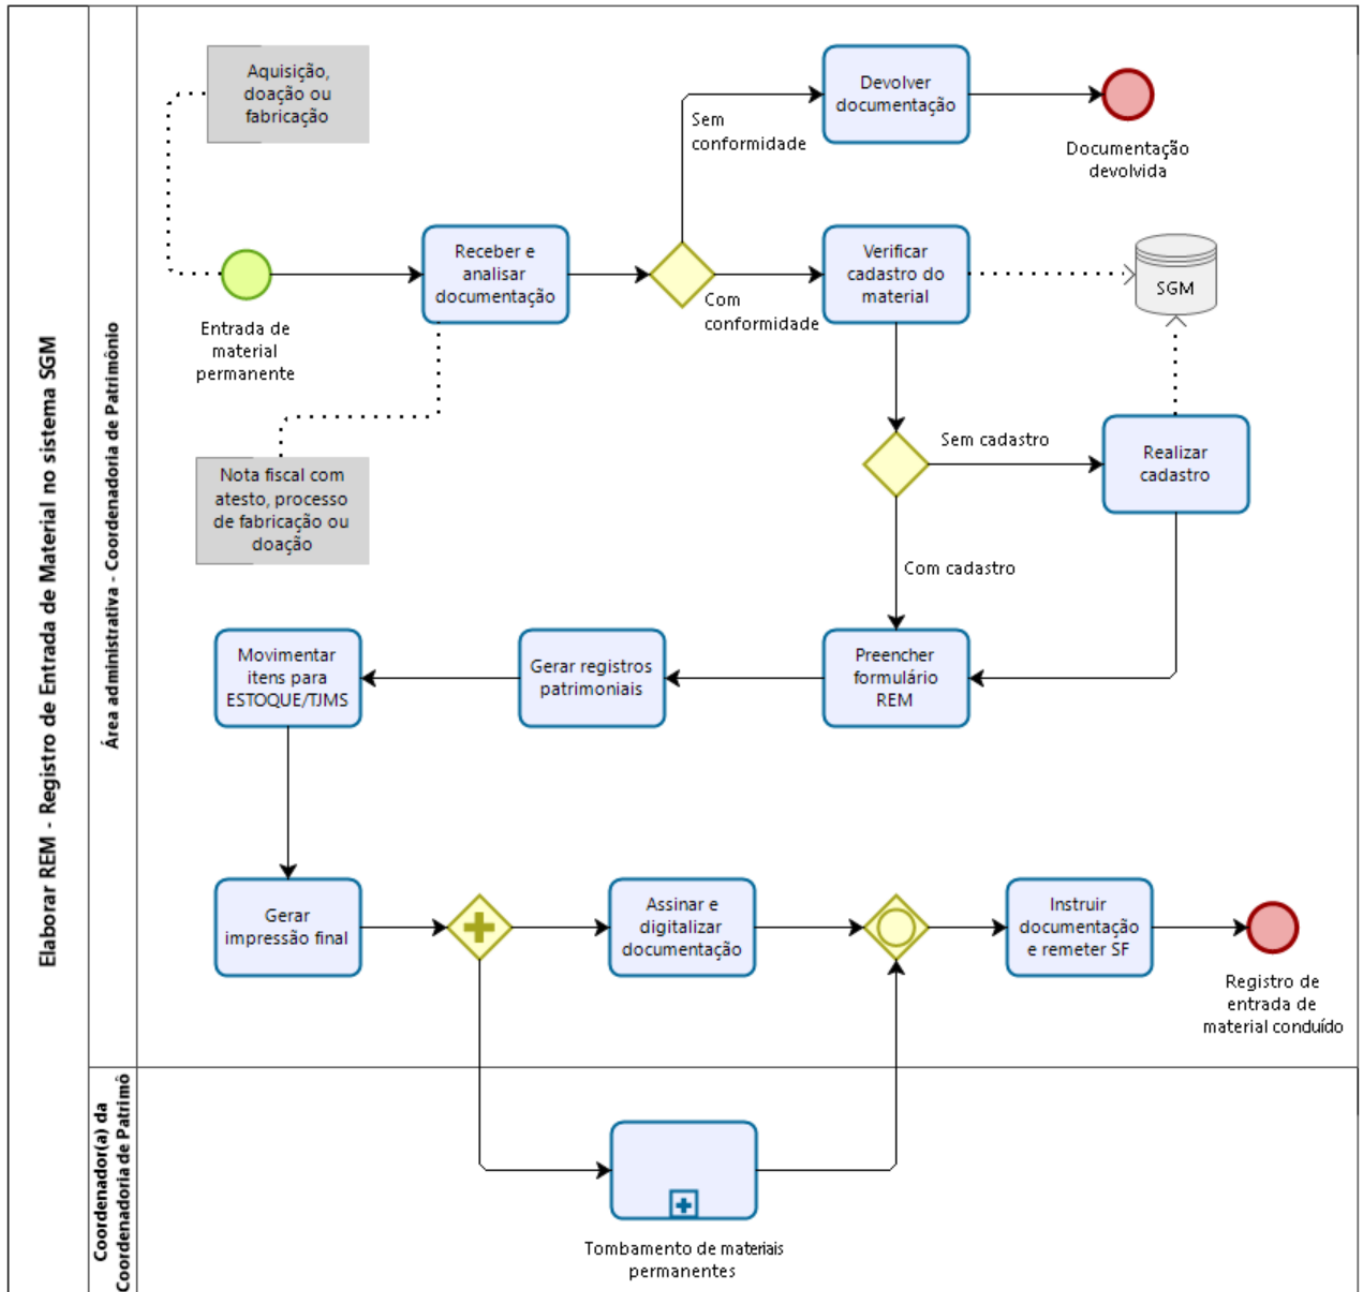 Elaborar REM - Registro de Entrada de Material no sistema SGM
Área administrativa - Coordenadoria de Patrimônio
Aquisição,
doação ou
fabricação
Devolver
documentação
Sem
conformidade
Documentação
devolvida
Receber e
analisar
documentação
Verificar
cadastro do
material
SGM
Com
conformidade
Entrada de
material
permanente
Sem cadastro
Realizar
cadastro
Nota fiscal com
atesto, processo
de fabricação ou
doação
Com cadastro
Movimentar
itens para
ESTOQUE/TJMS
Gerar registros
patrimoniais
Preencher
formulário
REM
Gerar
impressão final
Assinar e
digitalizar
documentação
Instruir
documentação
e remeter SF
Registro de
entrada de
material conduído
Coordenador(a) da
Coordenadoria de Patrimô
Tombamento de materiais
permanentes